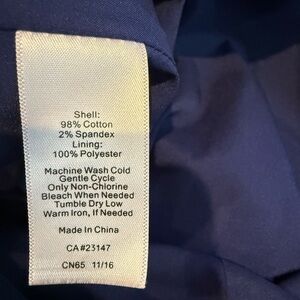 Shell:
98% Cotton
2% Spandex
Lining:
100% Polyester
Machine Wash Cold
Gentle Cycle
Only Non-Chlorine
Bleach When Needed
Tumble Dry Low
Warm Iron, If Needed
Made In China
CA#23147
CN65 11/16